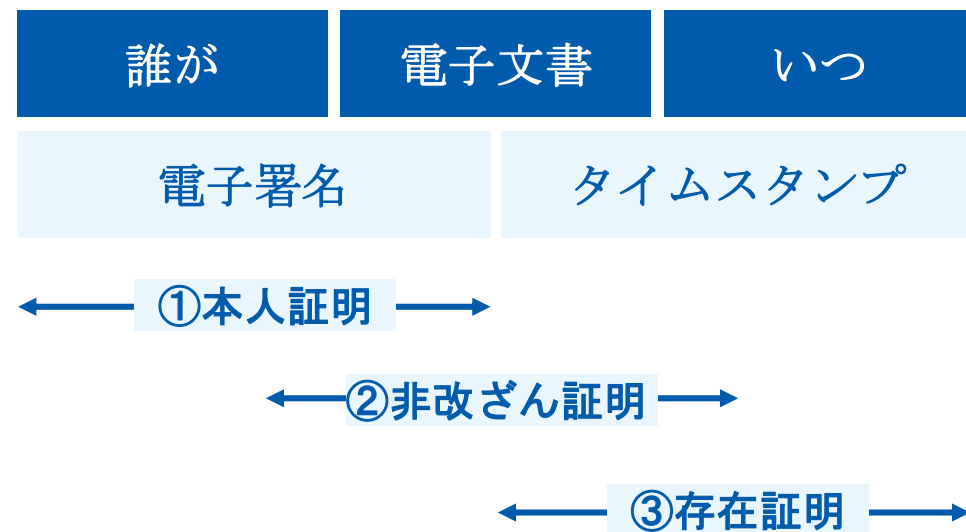 誰が 電子文書 いつ
電子署名 タイムスタンプ
①本人証明
②非改ざん証明
③存在証明